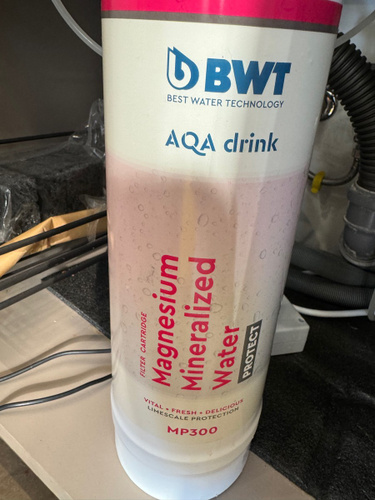 BWT
BEST WATER TECHNOLOGY
AQA drink
FILTER CARTRIDGE
Magnesium
Mineralized
Water
PROTECT
VITAL + FRESH + DELICIOUS
LIMESCALE PROTECTION
MP300